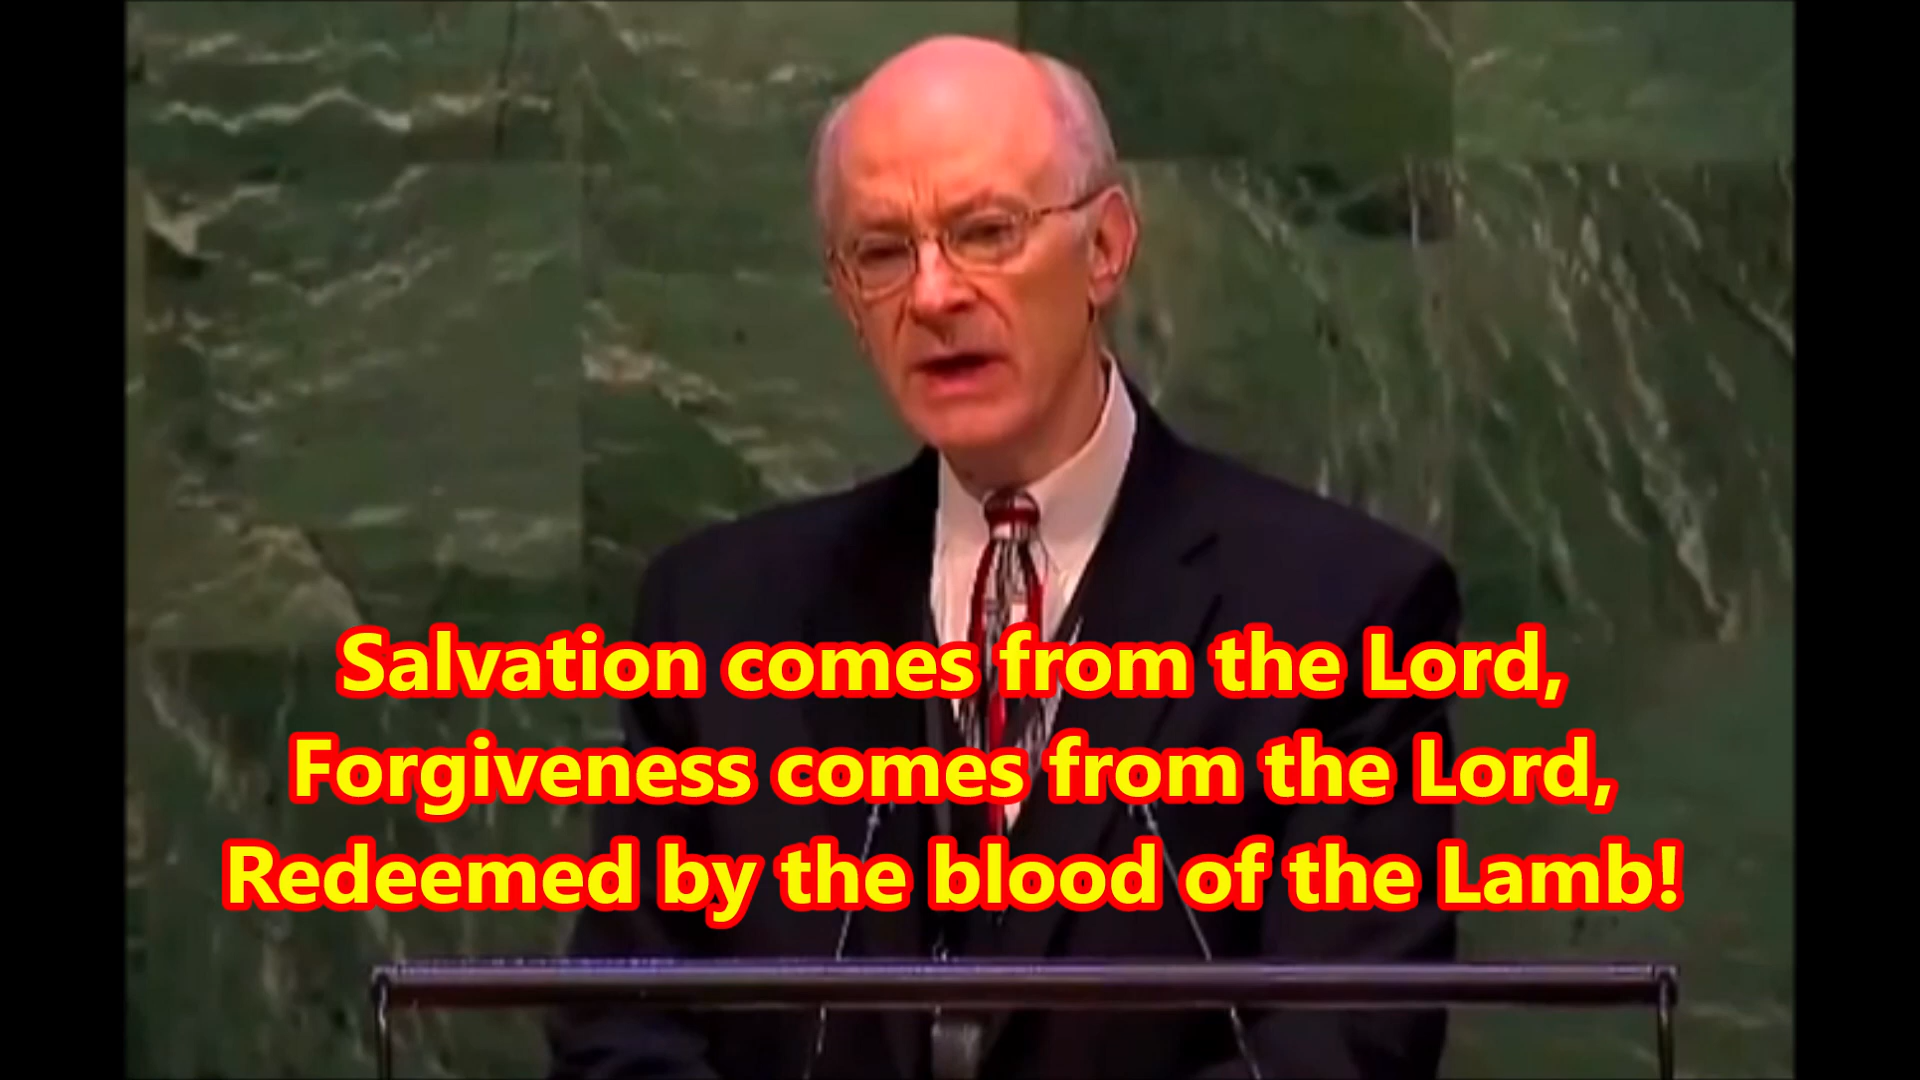 Salvation comes from the Lord,
Forgiveness comes from the Lord,
Redeemed by the blood of the Lamb!